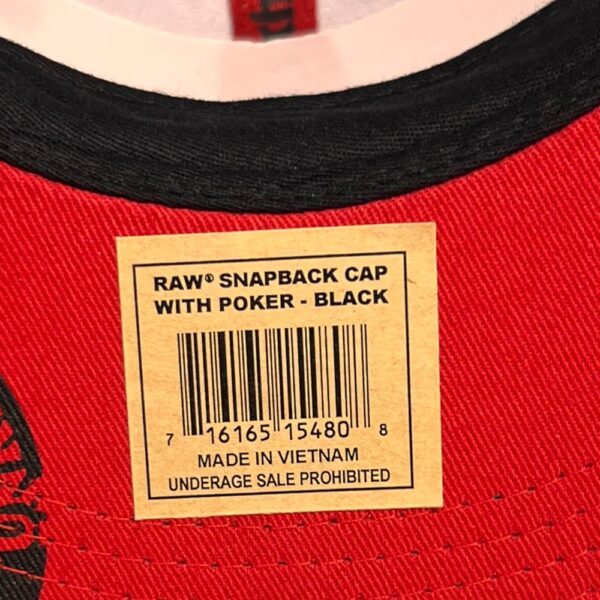 RAW® SNAPBACK CAP
WITH POKER - BLACK
7 16165 15480 8
MADE IN VIETNAM
UNDERAGE SALE PROHIBITED